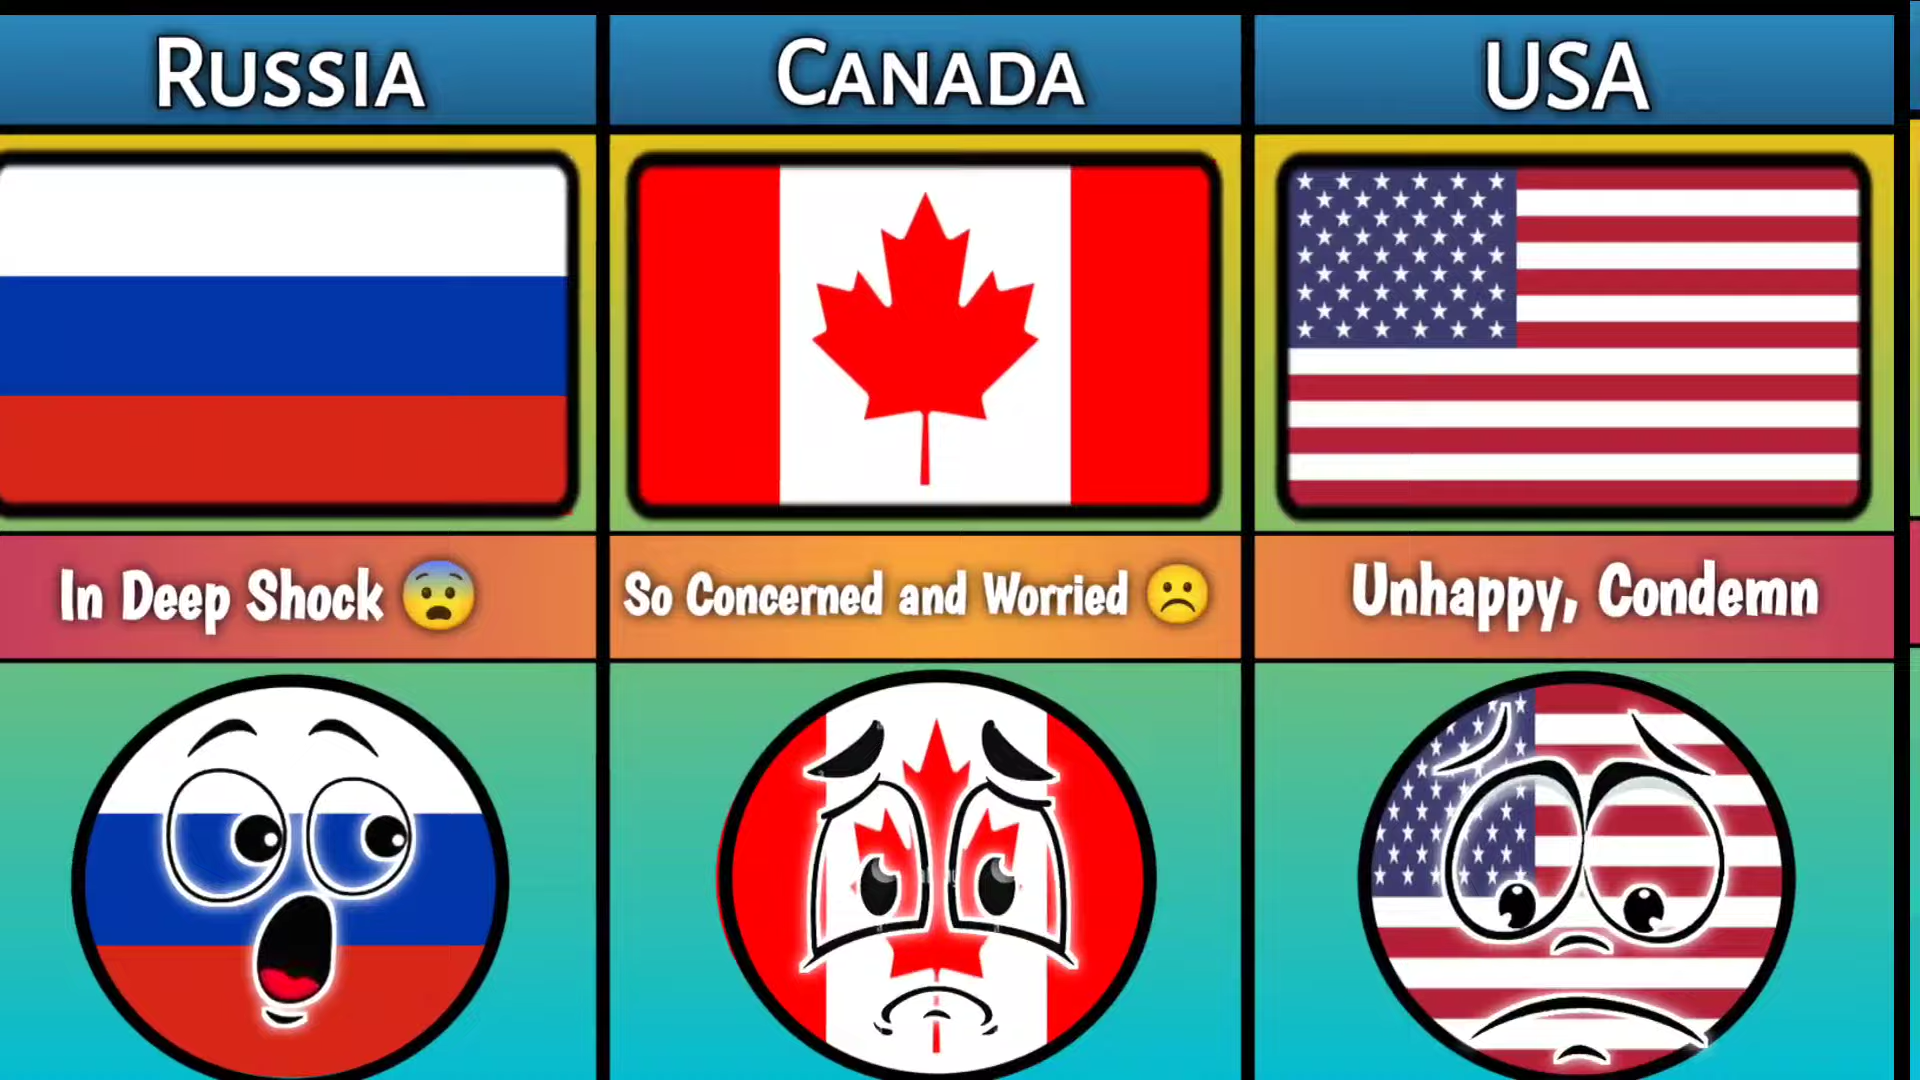 Russia
Canada
USA
In Deep Shock 😨
So Concerned and Worried ☹️
Unhappy, Condemn